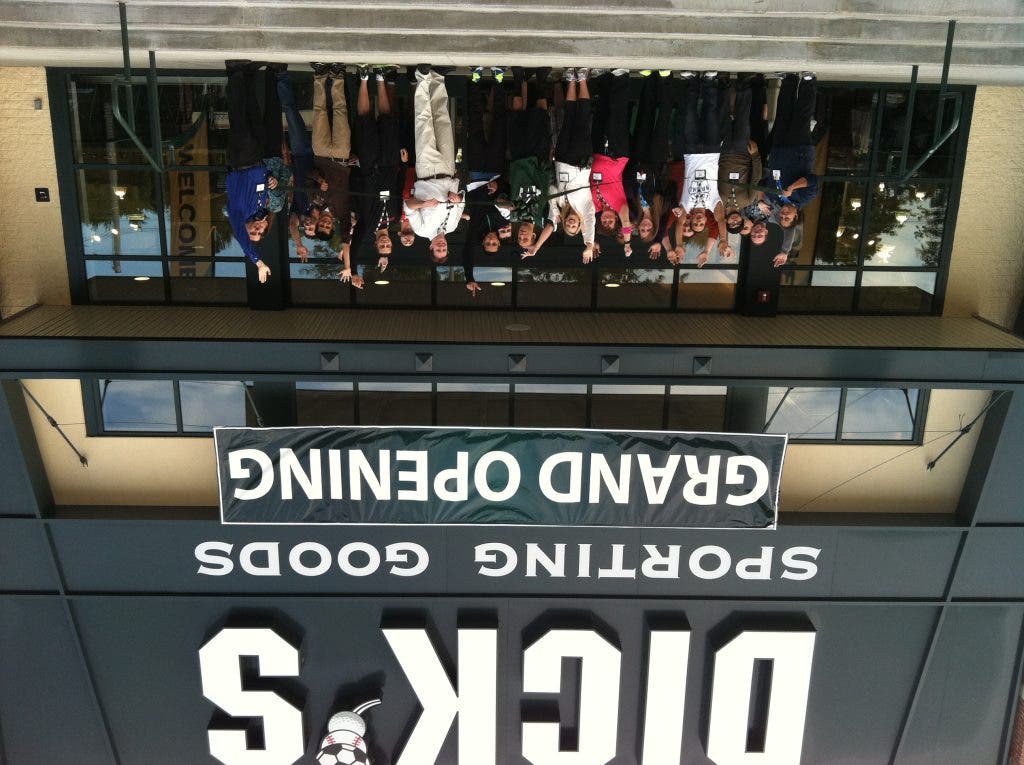 DICK'S
SPORTING GOODS
GRAND OPENING
WELCOME